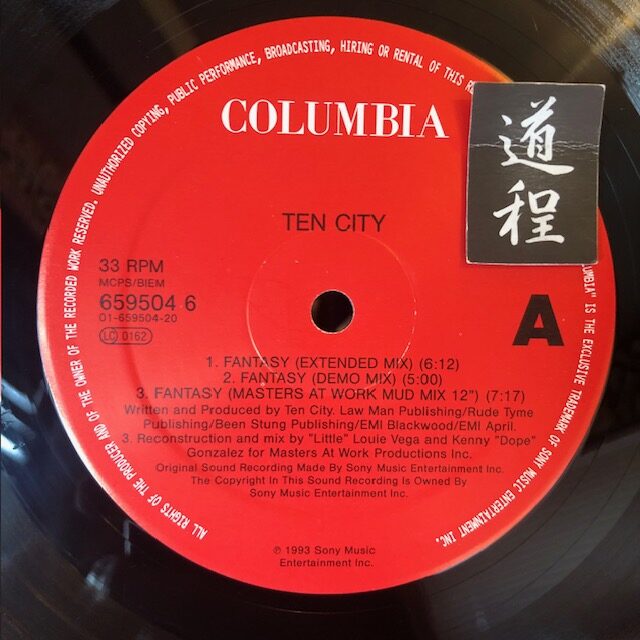 ALL RIGHTS OF THE PRODUCER AND OF THE OWNER OF THE RECORDED WORK RESERVED. UNAUTHORIZED COPYING, PUBLIC PERFORMANCE, BROADCASTING, HIRING OR RENTAL OF THIS
COLUMBIA" IS THE EXCLUSIVE TRADEMARK OF SONY MUSIC ENTERTAINMENT INC.
COLUMBIA
道程
TEN CITY
33 RPM
MCPS/BIEM
659504 6
01-659504-20
LC 0162
A
1. FANTASY (EXTENDED MIX) (6:12)
2. FANTASY (DEMO MIX) (5:00)
3. FANTASY (MASTERS AT WORK MUD MIX 12") (7:17)
Written and Produced by Ten City. Law Man Publishing/Rude Tyme
Publishing/Been Stung Publishing/EMI Blackwood/EMI April.
3. Reconstruction and mix by "Little" Louie Vega and Kenny "Dope"
Gonzalez for Masters At Work Productions Inc.
Original Sound Recording Made By Sony Music Entertainment Inc.
The Copyright In This Sound Recording Is Owned By
Sony Music Entertainment Inc.
℗ 1993 Sony Music
Entertainment Inc.